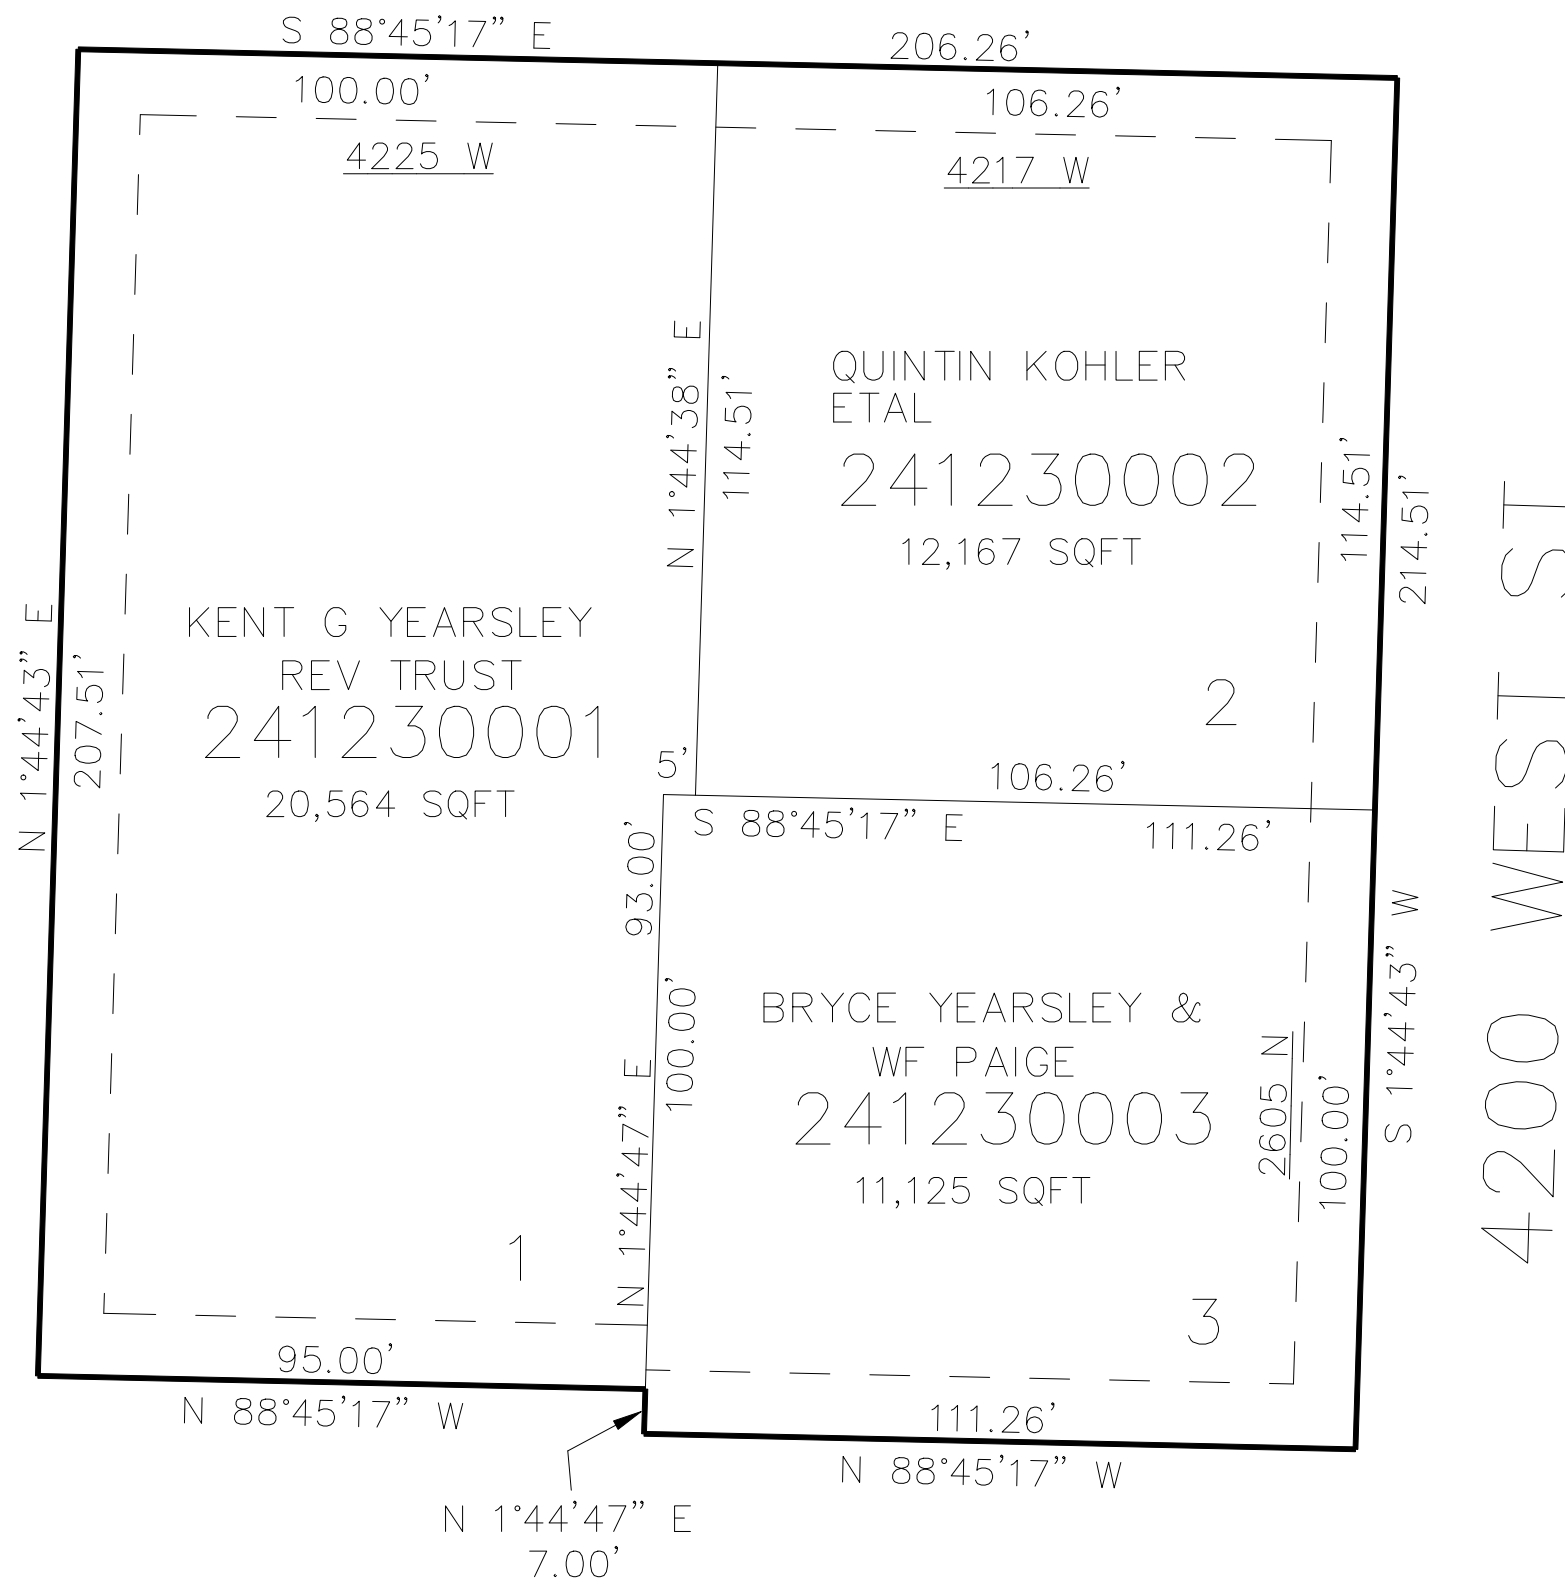 S 88°45'17" E
206.26'
100.00'
106.26'
4225 W
4217 W
N 1°44'38" E
114.51'
QUINTIN KOHLER
ETAL
241230002
12,167 SQFT
2
114.51'
214.51'
N 1°44'43" E
207.51'
KENT G YEARSLEY
REV TRUST
241230001
20,564 SQFT
5'
106.26'
S 88°45'17" E
111.26'
93.00'
100.00'
N 1°44'47" E
BRYCE YEARSLEY &
WF PAIGE
241230003
11,125 SQFT
2605 N
100.00'
S 1°44'43" W
4200 WEST ST
1
3
95.00'
N 88°45'17" W
111.26'
N 88°45'17" W
N 1°44'47" E
7.00'